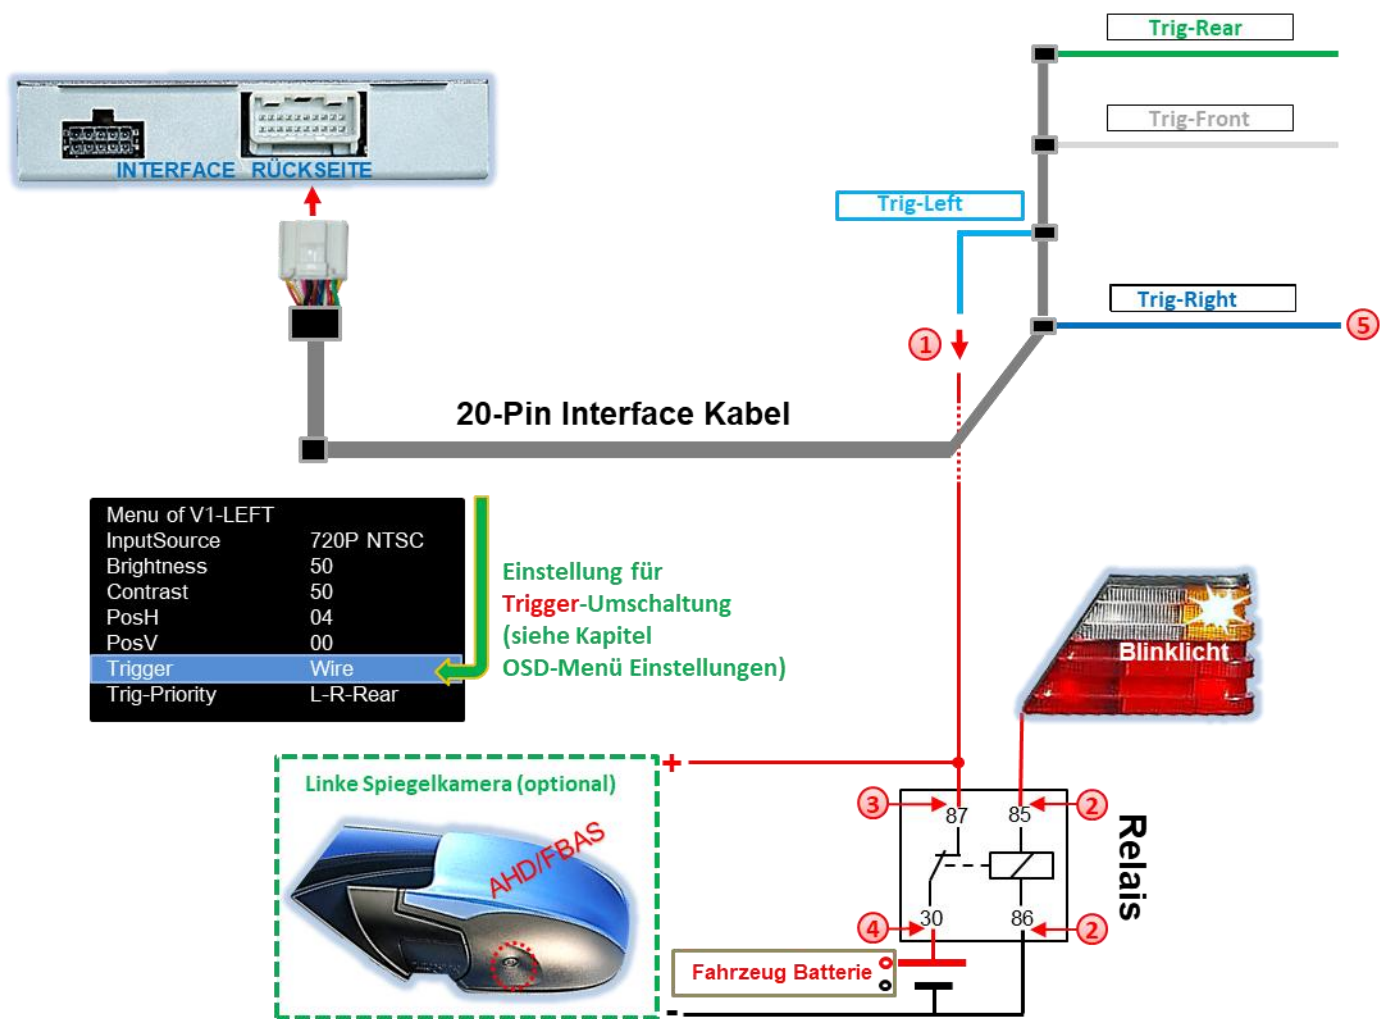 Trig-Rear
Trig-Front
INTERFACE RÜCKSEITE
Trig-Left
Trig-Right
5
1
20-Pin Interface Kabel
Menu of V1-LEFT
InputSource 720P NTSC
Brightness 50
Contrast 50
PosH 04
PosV 00
Trigger Wire
Trig-Priority L-R-Rear
Einstellung für
Trigger-Umschaltung
(siehe Kapitel
OSD-Menü Einstellungen)
Blinklicht
+
Linke Spiegelkamera (optional)
AHD/FBAS
3
87
85
2
Relais
4
30
86
2
Fahrzeug Batterie
-